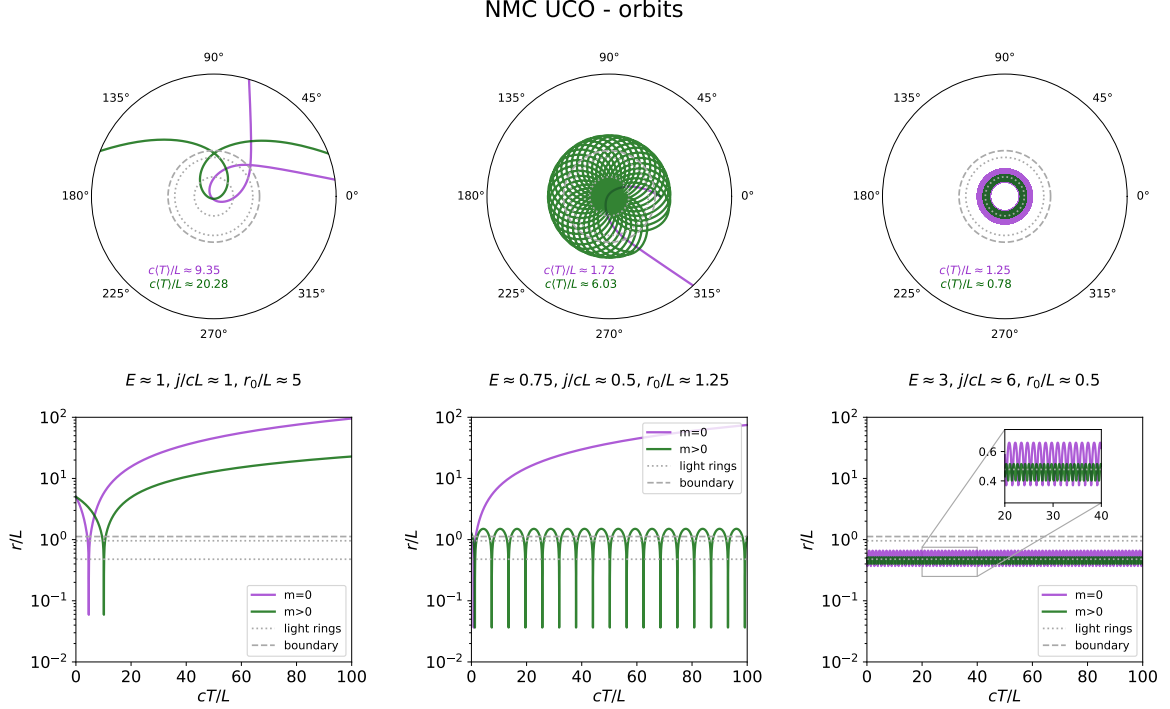 NMC UCO - orbits
90°
135°
45°
180°
0°
225°
315°
270°
c⟨T⟩/L ≈ 9.35
c⟨T⟩/L ≈ 20.28
90°
135°
45°
180°
0°
225°
315°
270°
c⟨T⟩/L ≈ 1.72
c⟨T⟩/L ≈ 6.03
90°
135°
45°
180°
0°
225°
315°
270°
c⟨T⟩/L ≈ 1.25
c⟨T⟩/L ≈ 0.78
E ≈ 1, j/cL ≈ 1, r₀/L ≈ 5
10²
10¹
10⁰
10⁻¹
10⁻²
r/L
m=0
m>0
light rings
boundary
0 20 40 60 80 100
cT/L
E ≈ 0.75, j/cL ≈ 0.5, r₀/L ≈ 1.25
10²
10¹
10⁰
10⁻¹
10⁻²
r/L
m=0
m>0
light rings
boundary
0 20 40 60 80 100
cT/L
E ≈ 3, j/cL ≈ 6, r₀/L ≈ 0.5
10²
10¹
10⁰
10⁻¹
10⁻²
r/L
0.6
0.4
20 30 40
m=0
m>0
light rings
boundary
0 20 40 60 80 100
cT/L